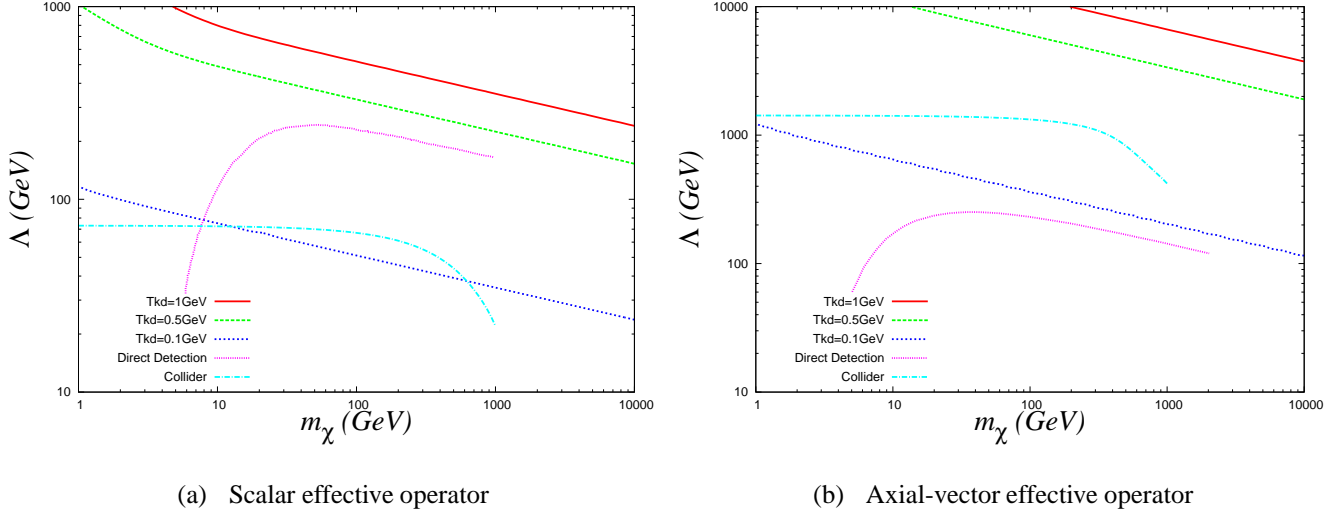 1000
100
10
Λ (GeV)
Tkd=1GeV
Tkd=0.5GeV
Tkd=0.1GeV
Direct Detection
Collider
1 10 100 1000 10000
m_χ (GeV)
(a) Scalar effective operator
10000
1000
100
10
Λ (GeV)
Tkd=1GeV
Tkd=0.5GeV
Tkd=0.1GeV
Direct Detection
Collider
1 10 100 1000 10000
m_χ (GeV)
(b) Axial-vector effective operator